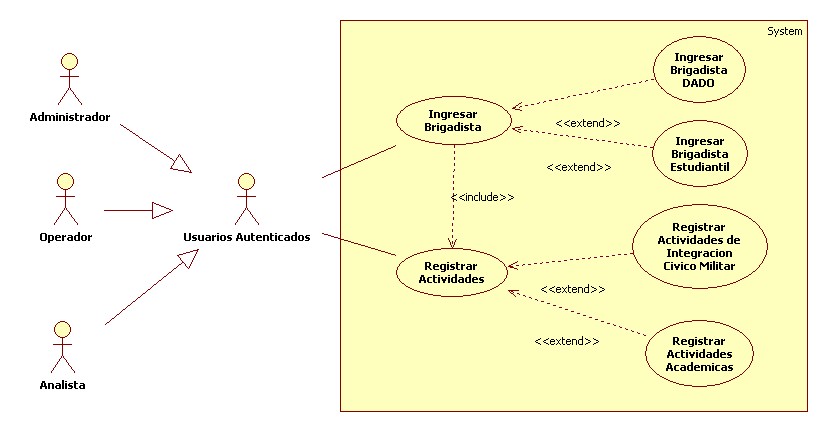 System
Administrador
Operador
Analista
Usuarios Autenticados
Ingresar
Brigadista
<<include>>
Registrar
Actividades
Ingresar
Brigadista
DADO
<<extend>>
Ingresar
Brigadista
Estudiantil
<<extend>>
Registrar
Actividades de
Integracion
Civico Militar
<<extend>>
Registrar
Actividades
Academicas
<<extend>>